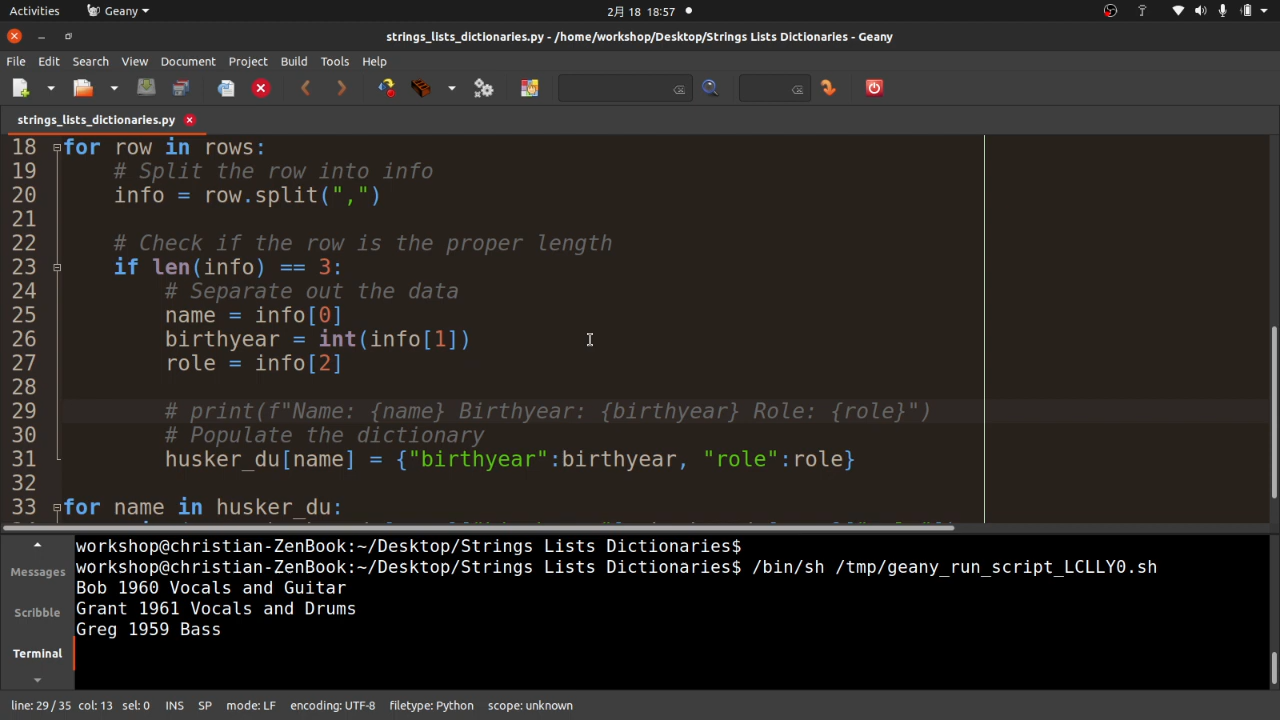 Activities Geany 2月 18 18:57
strings_lists_dictionaries.py - /home/workshop/Desktop/Strings Lists Dictionaries - Geany
File Edit Search View Document Project Build Tools Help
strings_lists_dictionaries.py
18 for row in rows:
19 # Split the row into info
20 info = row.split(",")
21
22 # Check if the row is the proper length
23 if len(info) == 3:
24 # Separate out the data
25 name = info[0]
26 birthyear = int(info[1])
27 role = info[2]
28
29 # print(f"Name: {name} Birthyear: {birthyear} Role: {role}")
30 # Populate the dictionary
31 husker_du[name] = {"birthyear":birthyear, "role":role}
32
33 for name in husker_du:
Messages
Scribble
Terminal
workshop@christian-ZenBook:~/Desktop/Strings Lists Dictionaries$
workshop@christian-ZenBook:~/Desktop/Strings Lists Dictionaries$ /bin/sh /tmp/geany_run_script_LCLLY0.sh
Bob 1960 Vocals and Guitar
Grant 1961 Vocals and Drums
Greg 1959 Bass
line: 29 / 35 col: 13 sel: 0 INS SP mode: LF encoding: UTF-8 filetype: Python scope: unknown